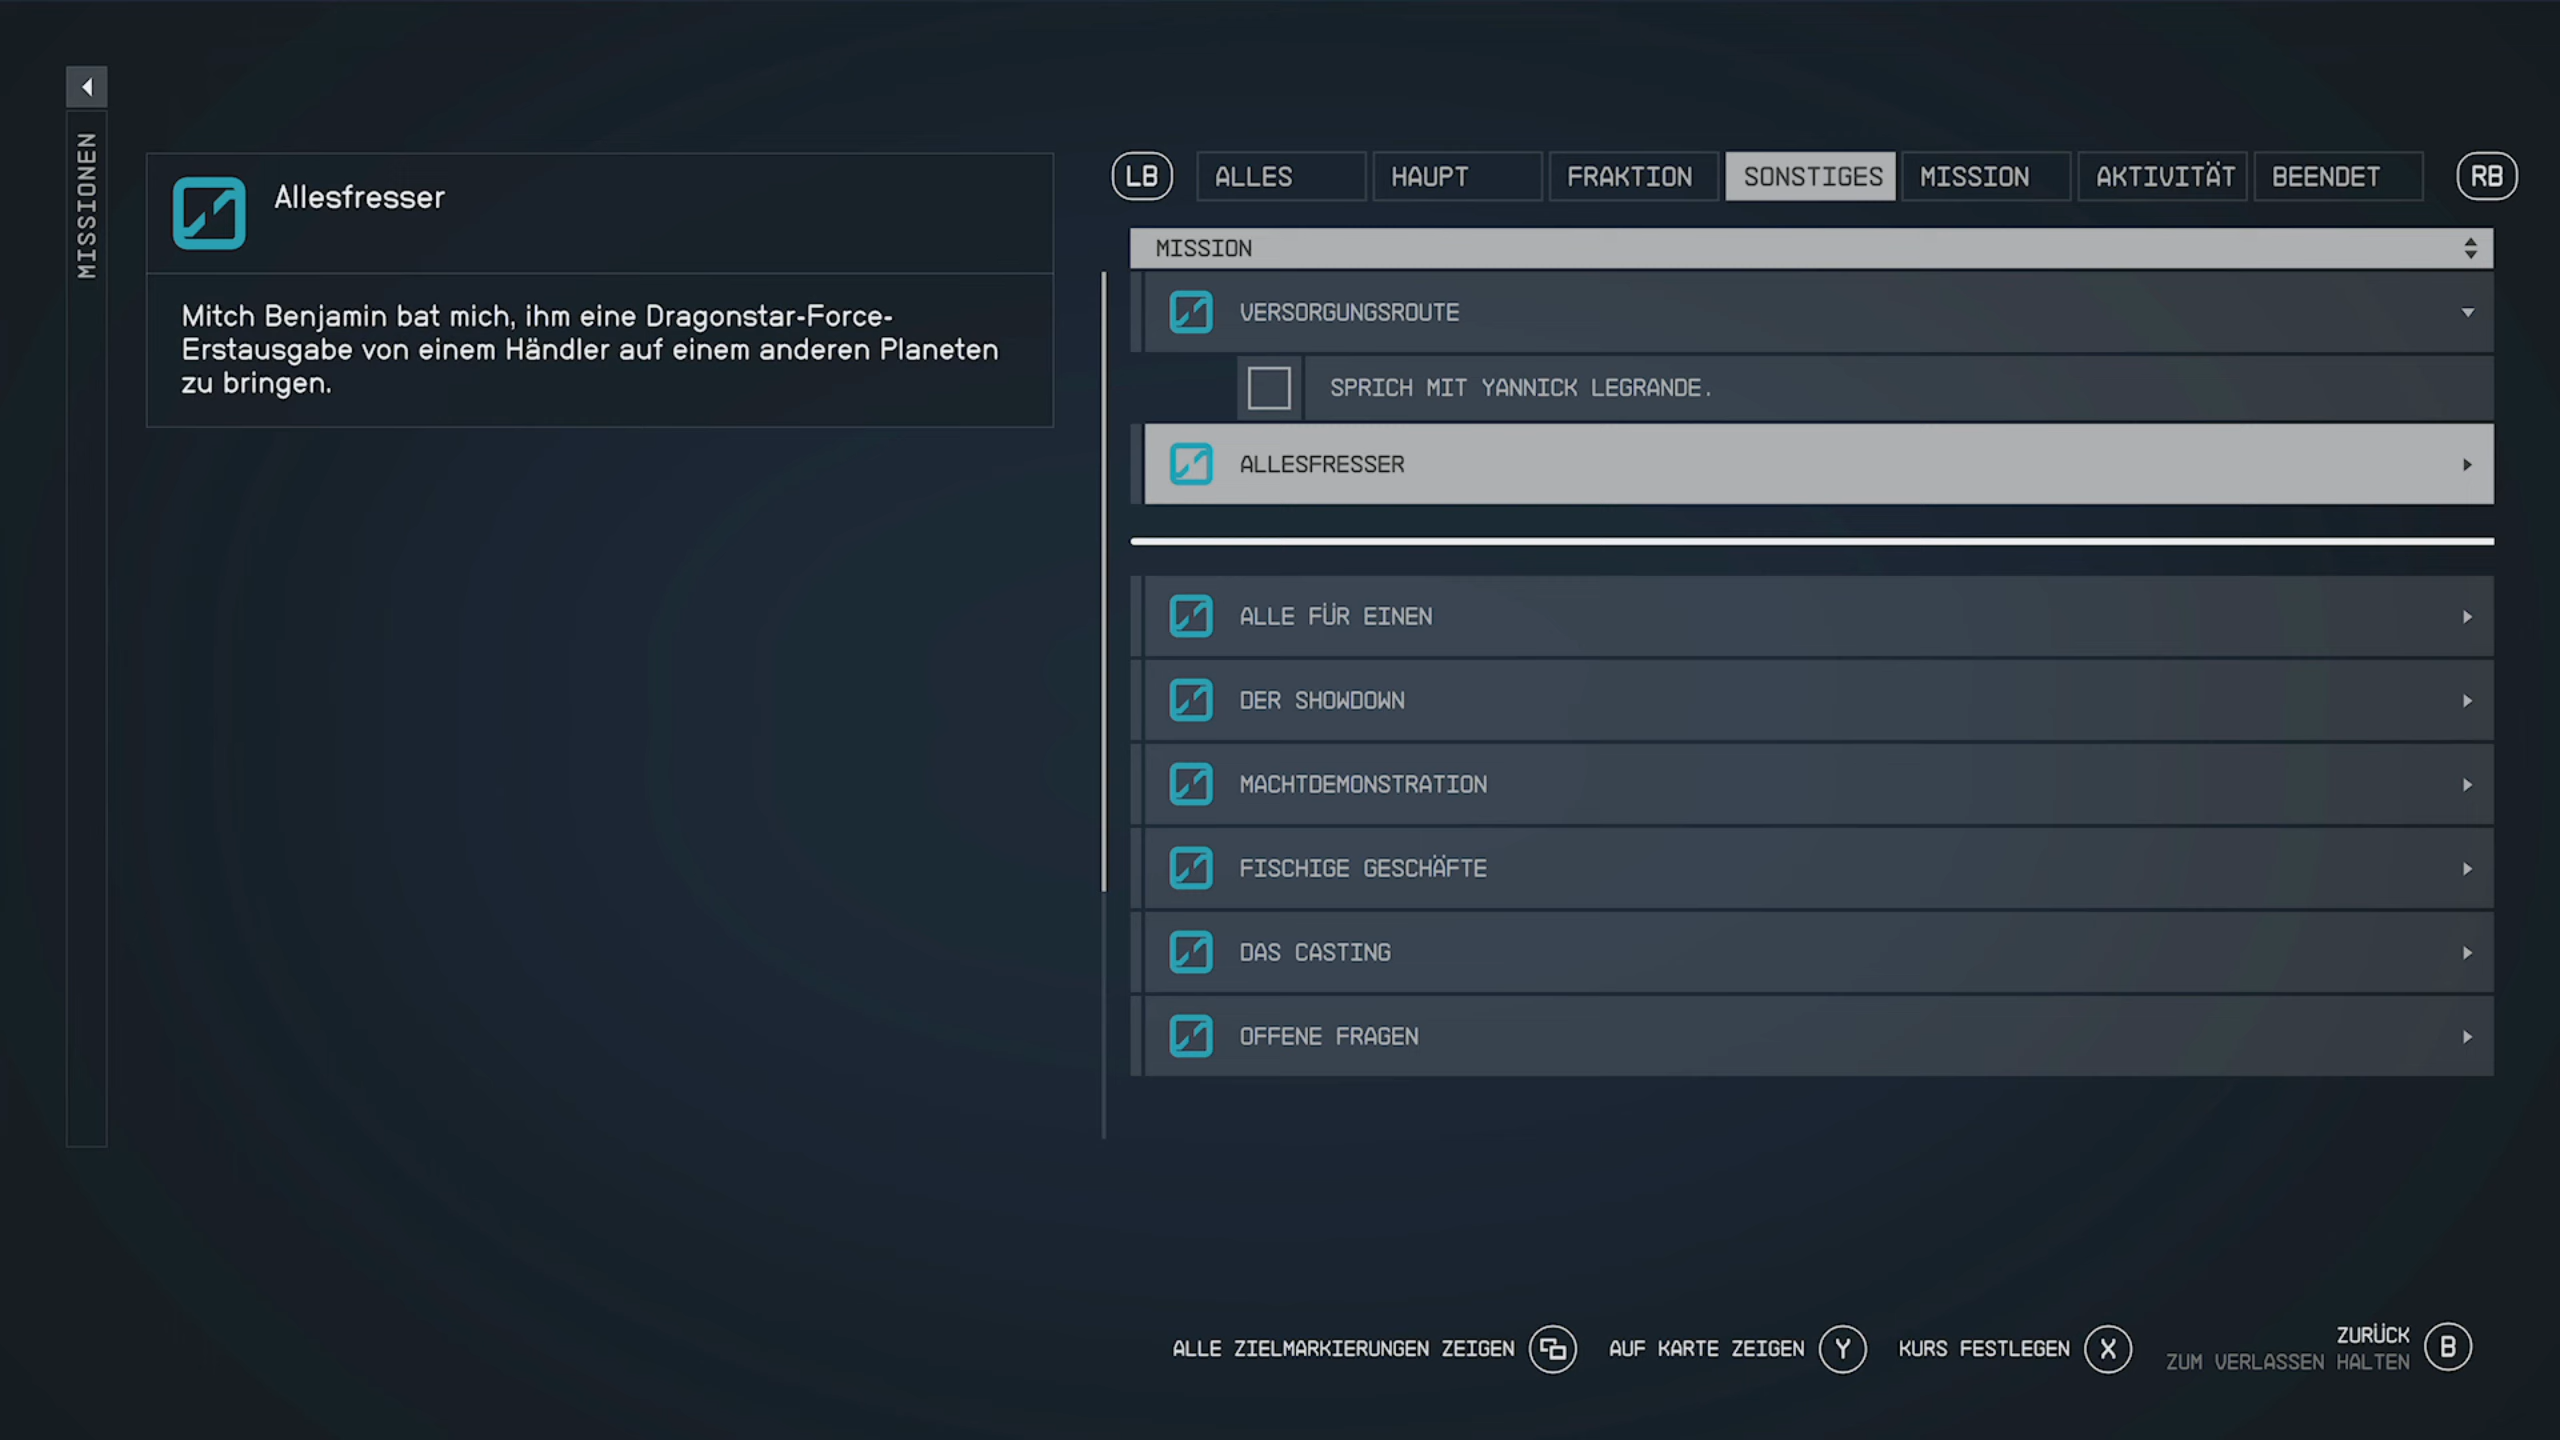 MISSIONEN
Allesfresser
Mitch Benjamin bat mich, ihm eine Dragonstar-Force-
Erstausgabe von einem Händler auf einem anderen Planeten
zu bringen.
LB ALLES HAUPT FRAKTION SONSTIGES MISSION AKTIVITÄT BEENDET RB
MISSION
VERSORGUNGSROUTE
SPRICH MIT YANNICK LEGRANDE.
ALLESFRESSER
ALLE FÜR EINEN
DER SHOWDOWN
MACHTDEMONSTRATION
FISCHIGE GESCHÄFTE
DAS CASTING
OFFENE FRAGEN
ALLE ZIELMARKIERUNGEN ZEIGEN AUF KARTE ZEIGEN Y KURS FESTLEGEN X ZURÜCK B
ZUM VERLASSEN HALTEN